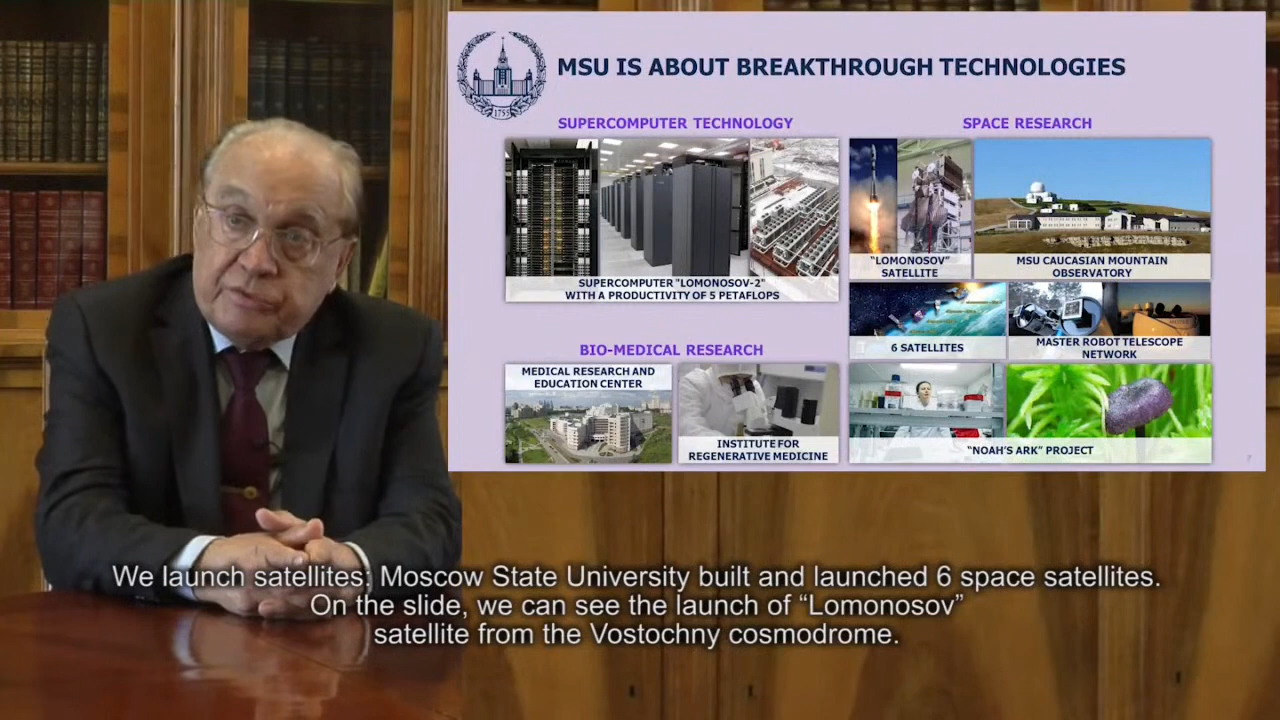 MSU IS ABOUT BREAKTHROUGH TECHNOLOGIES
1755
SUPERCOMPUTER TECHNOLOGY
SUPERCOMPUTER "LOMONOSOV-2"
WITH A PRODUCTIVITY OF 5 PETAFLOPS
BIO-MEDICAL RESEARCH
MEDICAL RESEARCH AND
EDUCATION CENTER
INSTITUTE FOR
REGENERATIVE MEDICINE
SPACE RESEARCH
“LOMONOSOV”
SATELLITE
MSU CAUCASIAN MOUNTAIN
OBSERVATORY
6 SATELLITES
MASTER ROBOT TELESCOPE
NETWORK
“NOAH’S ARK” PROJECT
We launch satellites: Moscow State University built and launched 6 space satellites.
On the slide, we can see the launch of “Lomonosov”
satellite from the Vostochny cosmodrome.